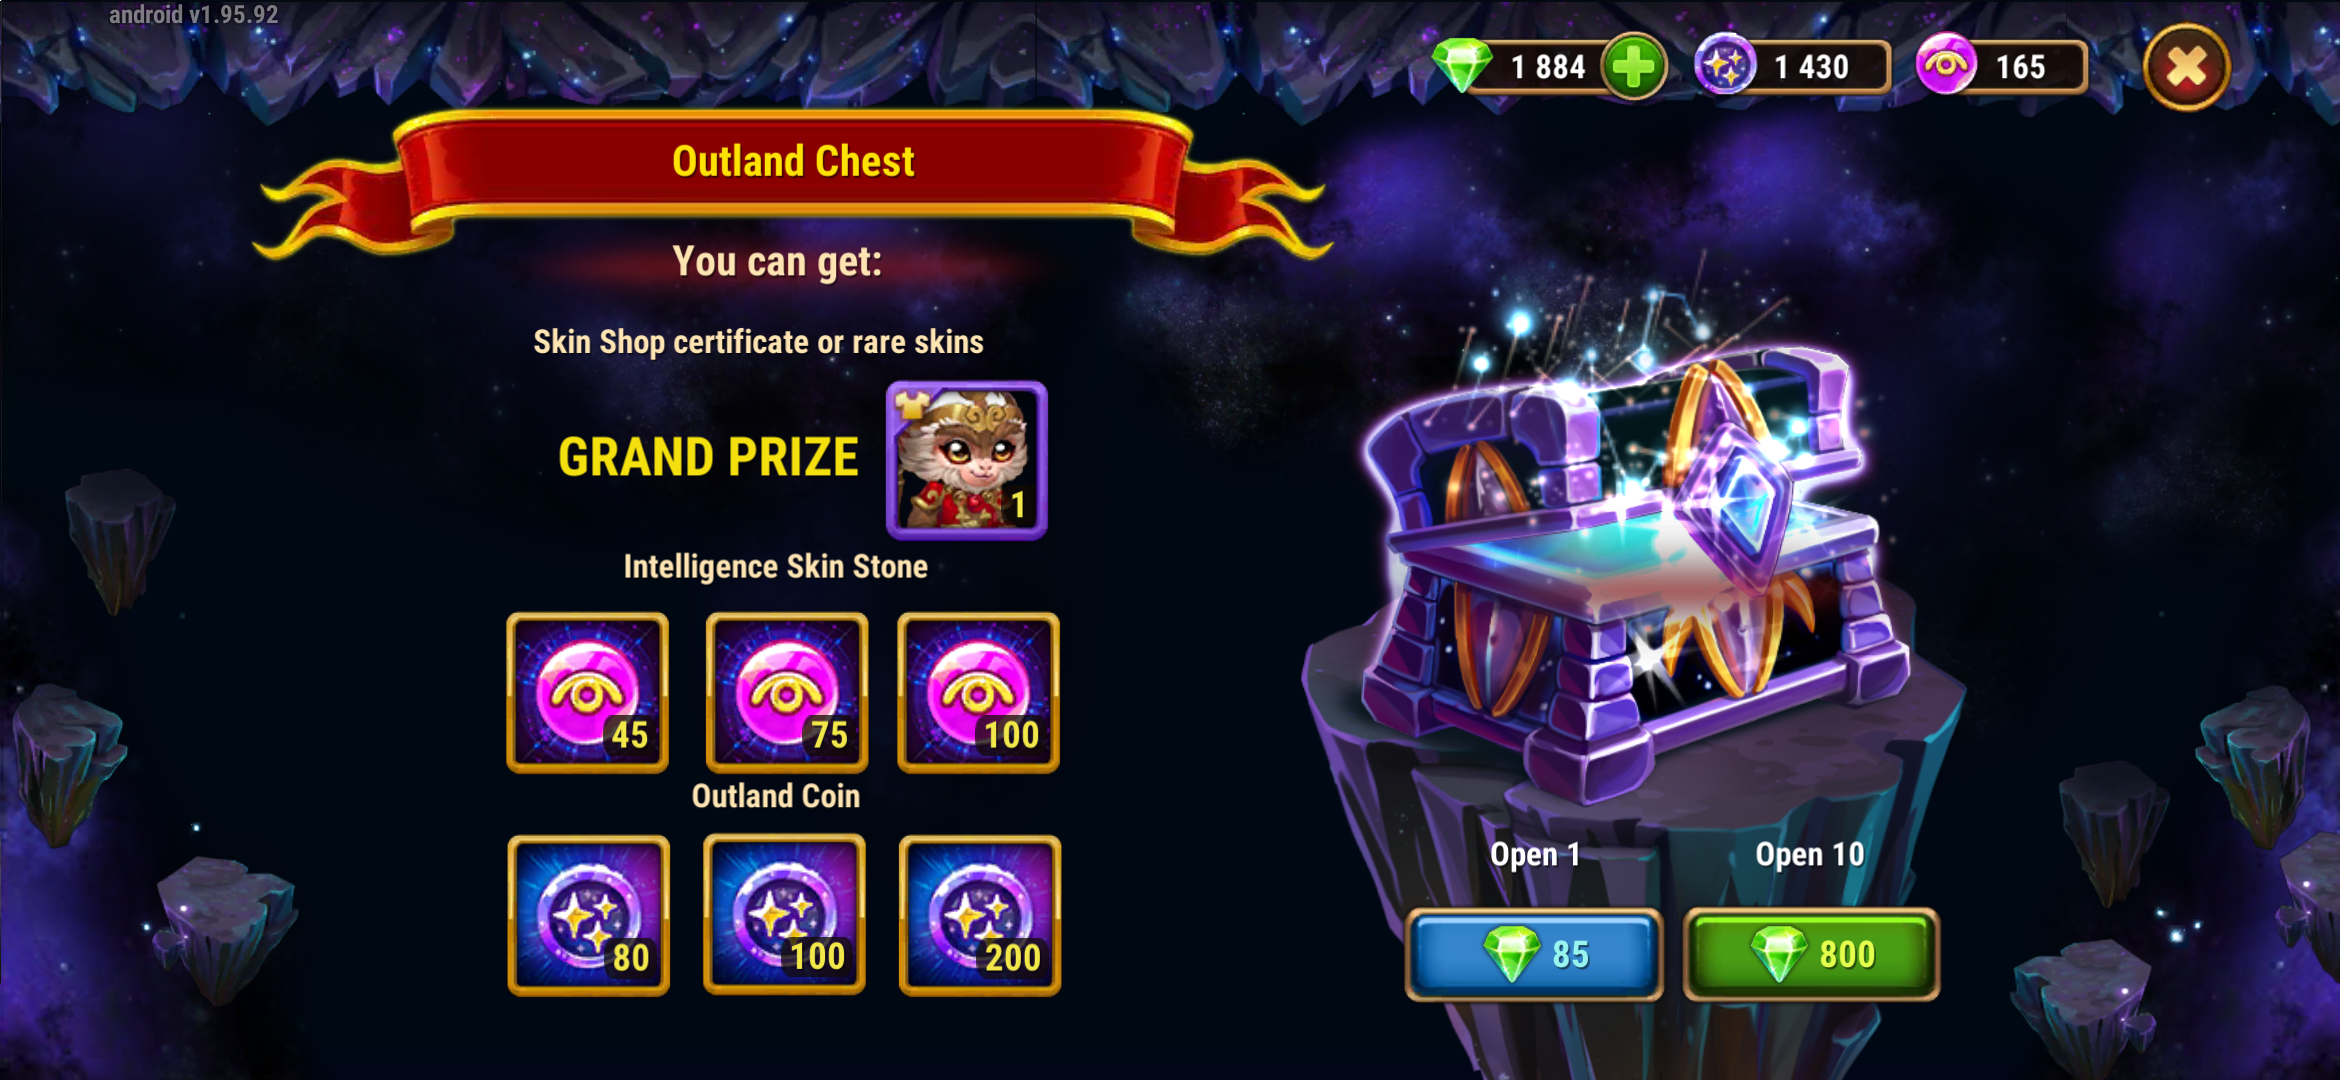 android v1.95.92
1 884
1 430
165
Outland Chest
You can get:
Skin Shop certificate or rare skins
GRAND PRIZE
1
Intelligence Skin Stone
45
75
100
Outland Coin
80
100
200
Open 1
Open 10
85
800